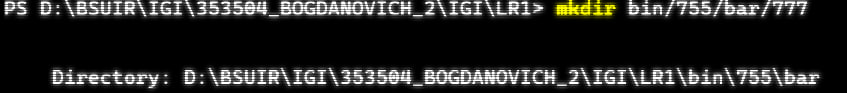 PS D:\BSUIR\IGI\353504_BOGDANOVICH_2\IGI\LR1> mkdir bin/755/bar/777
Directory: D:\BSUIR\IGI\353504_BOGDANOVICH_2\IGI\LR1\bin\755\bar